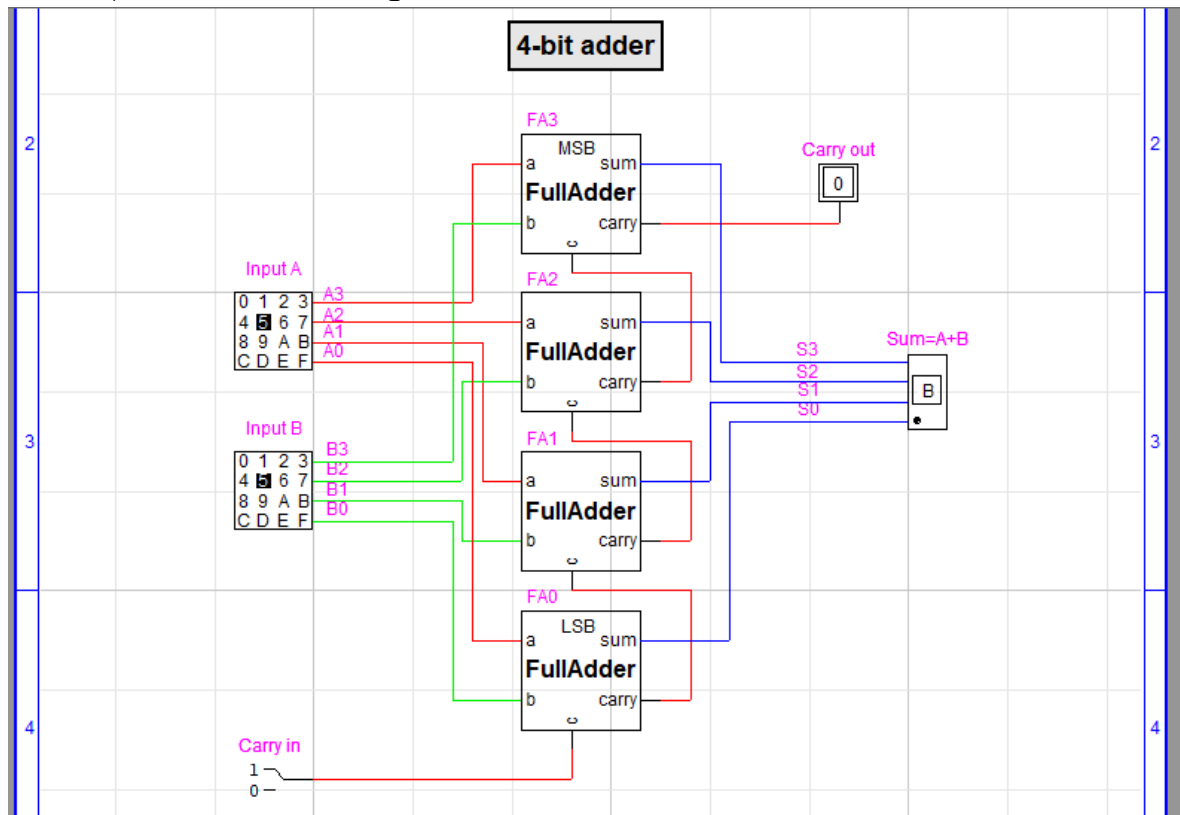 4-bit adder
2
2
FA3
MSB
a
sum
FullAdder
b
carry
c
Carry out
0
Input A
0 1 2 3
4 5 6 7
8 9 A B
C D E F
A3
A2
A1
A0
FA2
a
sum
FullAdder
b
carry
c
Sum=A+B
S3
S2
S1
S0
B
3
3
Input B
0 1 2 3
4 5 6 7
8 9 A B
C D E F
B3
B2
B1
B0
FA1
a
sum
FullAdder
b
carry
c
FA0
LSB
a
sum
FullAdder
b
carry
c
4
4
Carry in
1
0